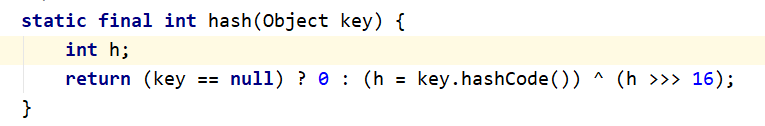 static final int hash(Object key) {
    int h;
    return (key == null) ? 0 : (h = key.hashCode()) ^ (h >>> 16);
}